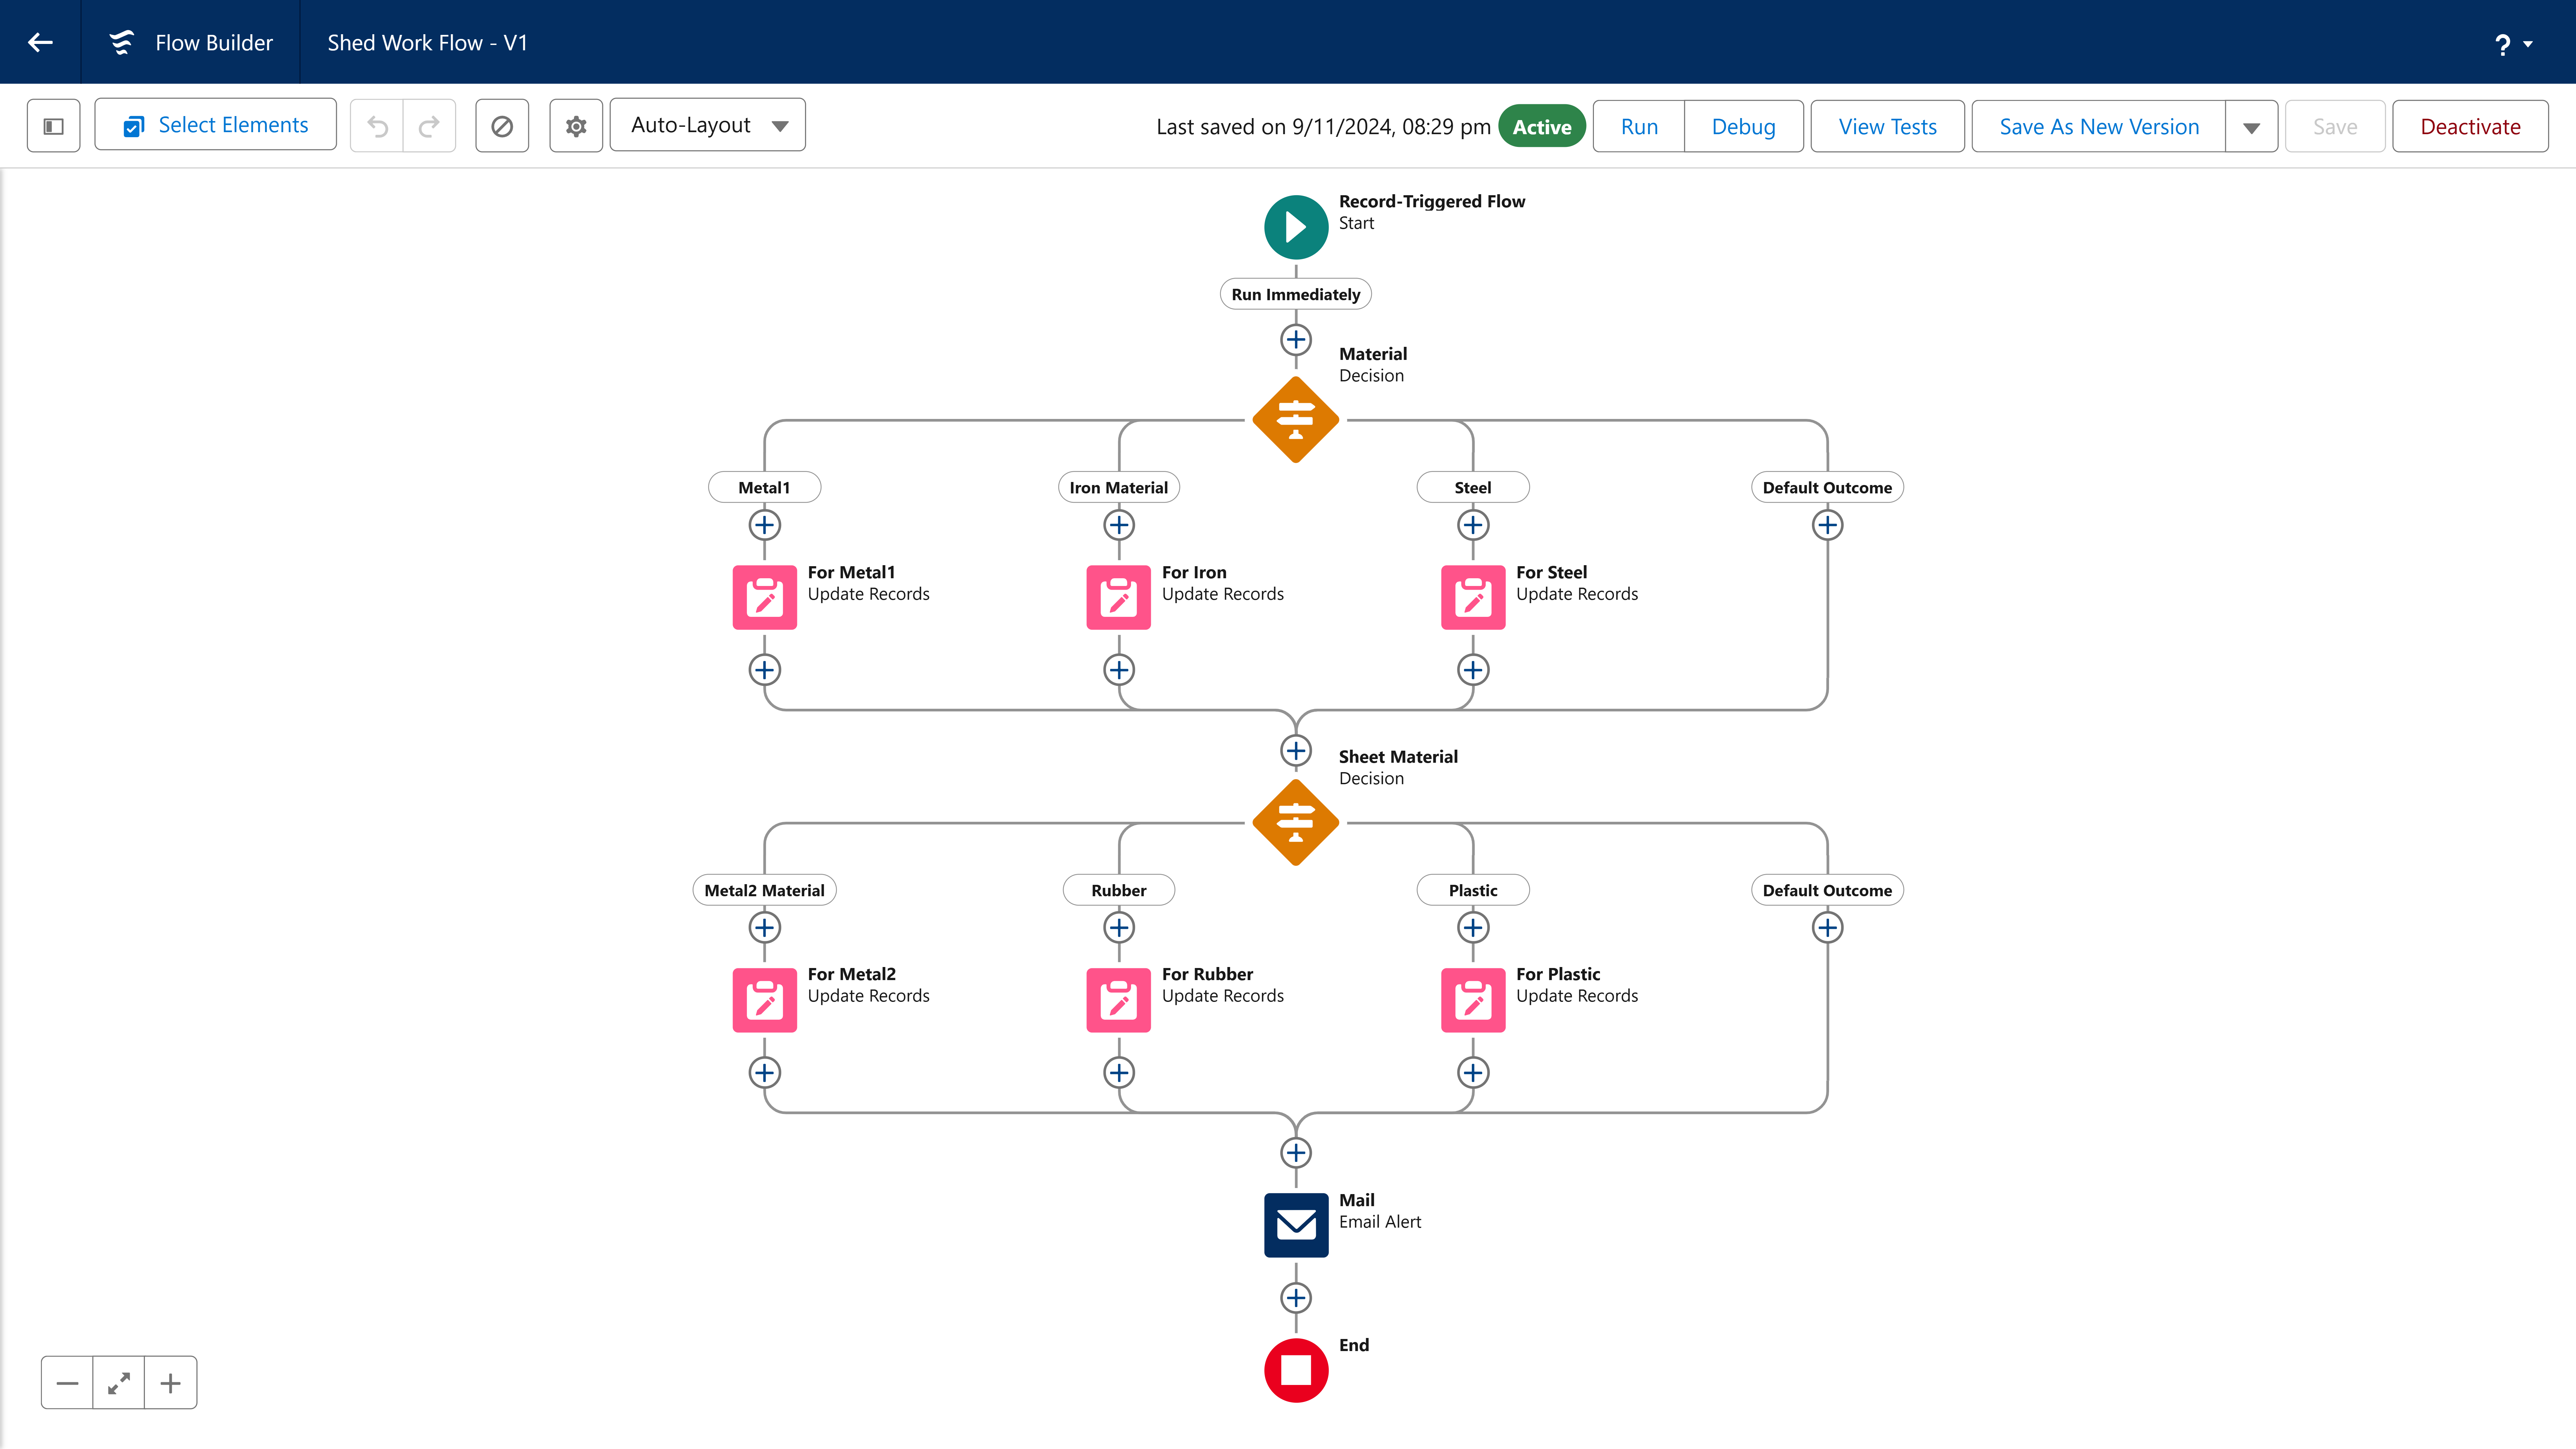 Flow Builder
Shed Work Flow - V1
?
Select Elements
Auto-Layout
Last saved on 9/11/2024, 08:29 pm
Active
Run
Debug
View Tests
Save As New Version
Save
Deactivate
Record-Triggered Flow
Start
Run Immediately
Material
Decision
Metal1
Iron Material
Steel
Default Outcome
For Metal1
Update Records
For Iron
Update Records
For Steel
Update Records
Sheet Material
Decision
Metal2 Material
Rubber
Plastic
Default Outcome
For Metal2
Update Records
For Rubber
Update Records
For Plastic
Update Records
Mail
Email Alert
End